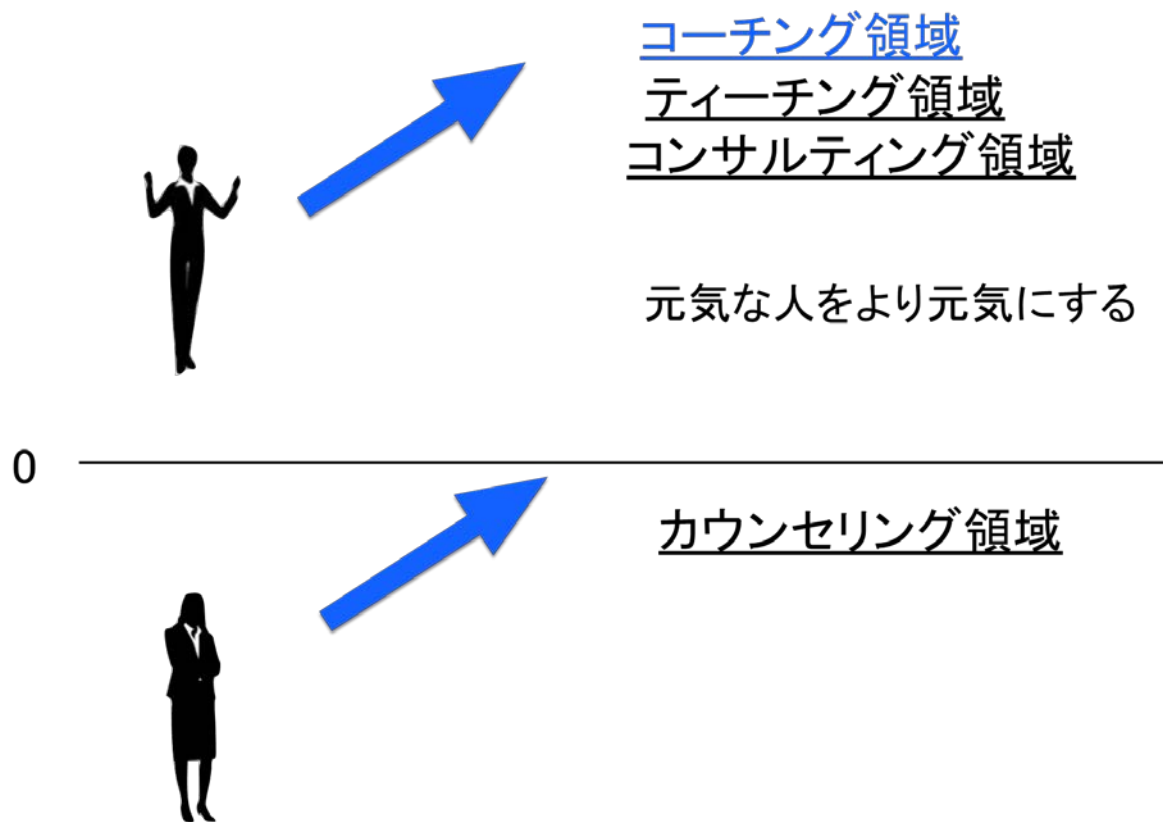 コーチング領域
ティーチング領域
コンサルティング領域
元気な人をより元気にする
0
カウンセリング領域